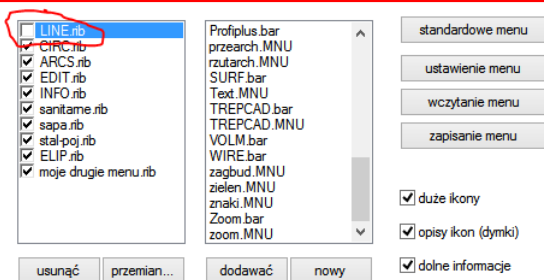 LINE.rib
CIRC.rib
ARCS.rib
EDIT.rib
INFO.rib
sanitarne.rib
sapa.rib
stal-poj.rib
ELIP.rib
moje drugie menu.rib
usunąć
przemian...
Profiplus.bar
przearch.MNU
rzutarch.MNU
SURF.bar
Text.MNU
TREPCAD.bar
TREPCAD.MNU
VOLM.bar
WIRE.bar
zagbud.MNU
zielen.MNU
znaki.MNU
Zoom.bar
zoom.MNU
dodawać
nowy
standardowe menu
ustawienie menu
wczytanie menu
zapisanie menu
duże ikony
opisy ikon (dymki)
dolne informacje